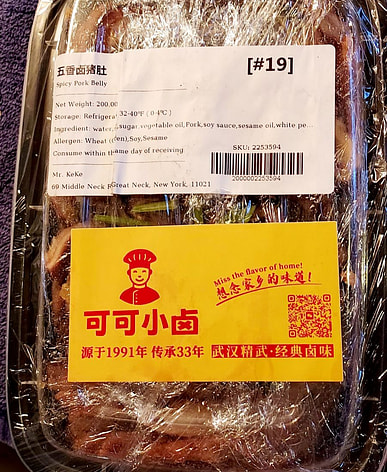 [#19]
五香卤猪肚
Spicy Pork Belly
Net Weight: 200.00
Storage: Refrigerat 32-40°F ( 0-4°C )
Ingredient: water, sugar, vegetable oil,Pork,soy sauce,sesame oil,white pe...
Allergen: Wheat en),Soy,Sesame
Consume within same day of receiving
SKU: 2253594
Mr. KeKe
2000002253594
69 Middle Neck R Great Neck, New York, 11021
Miss the flavor of home!
想念家乡的味道!
可可小卤
源于1991年 传承33年 武汉精武·经典卤味